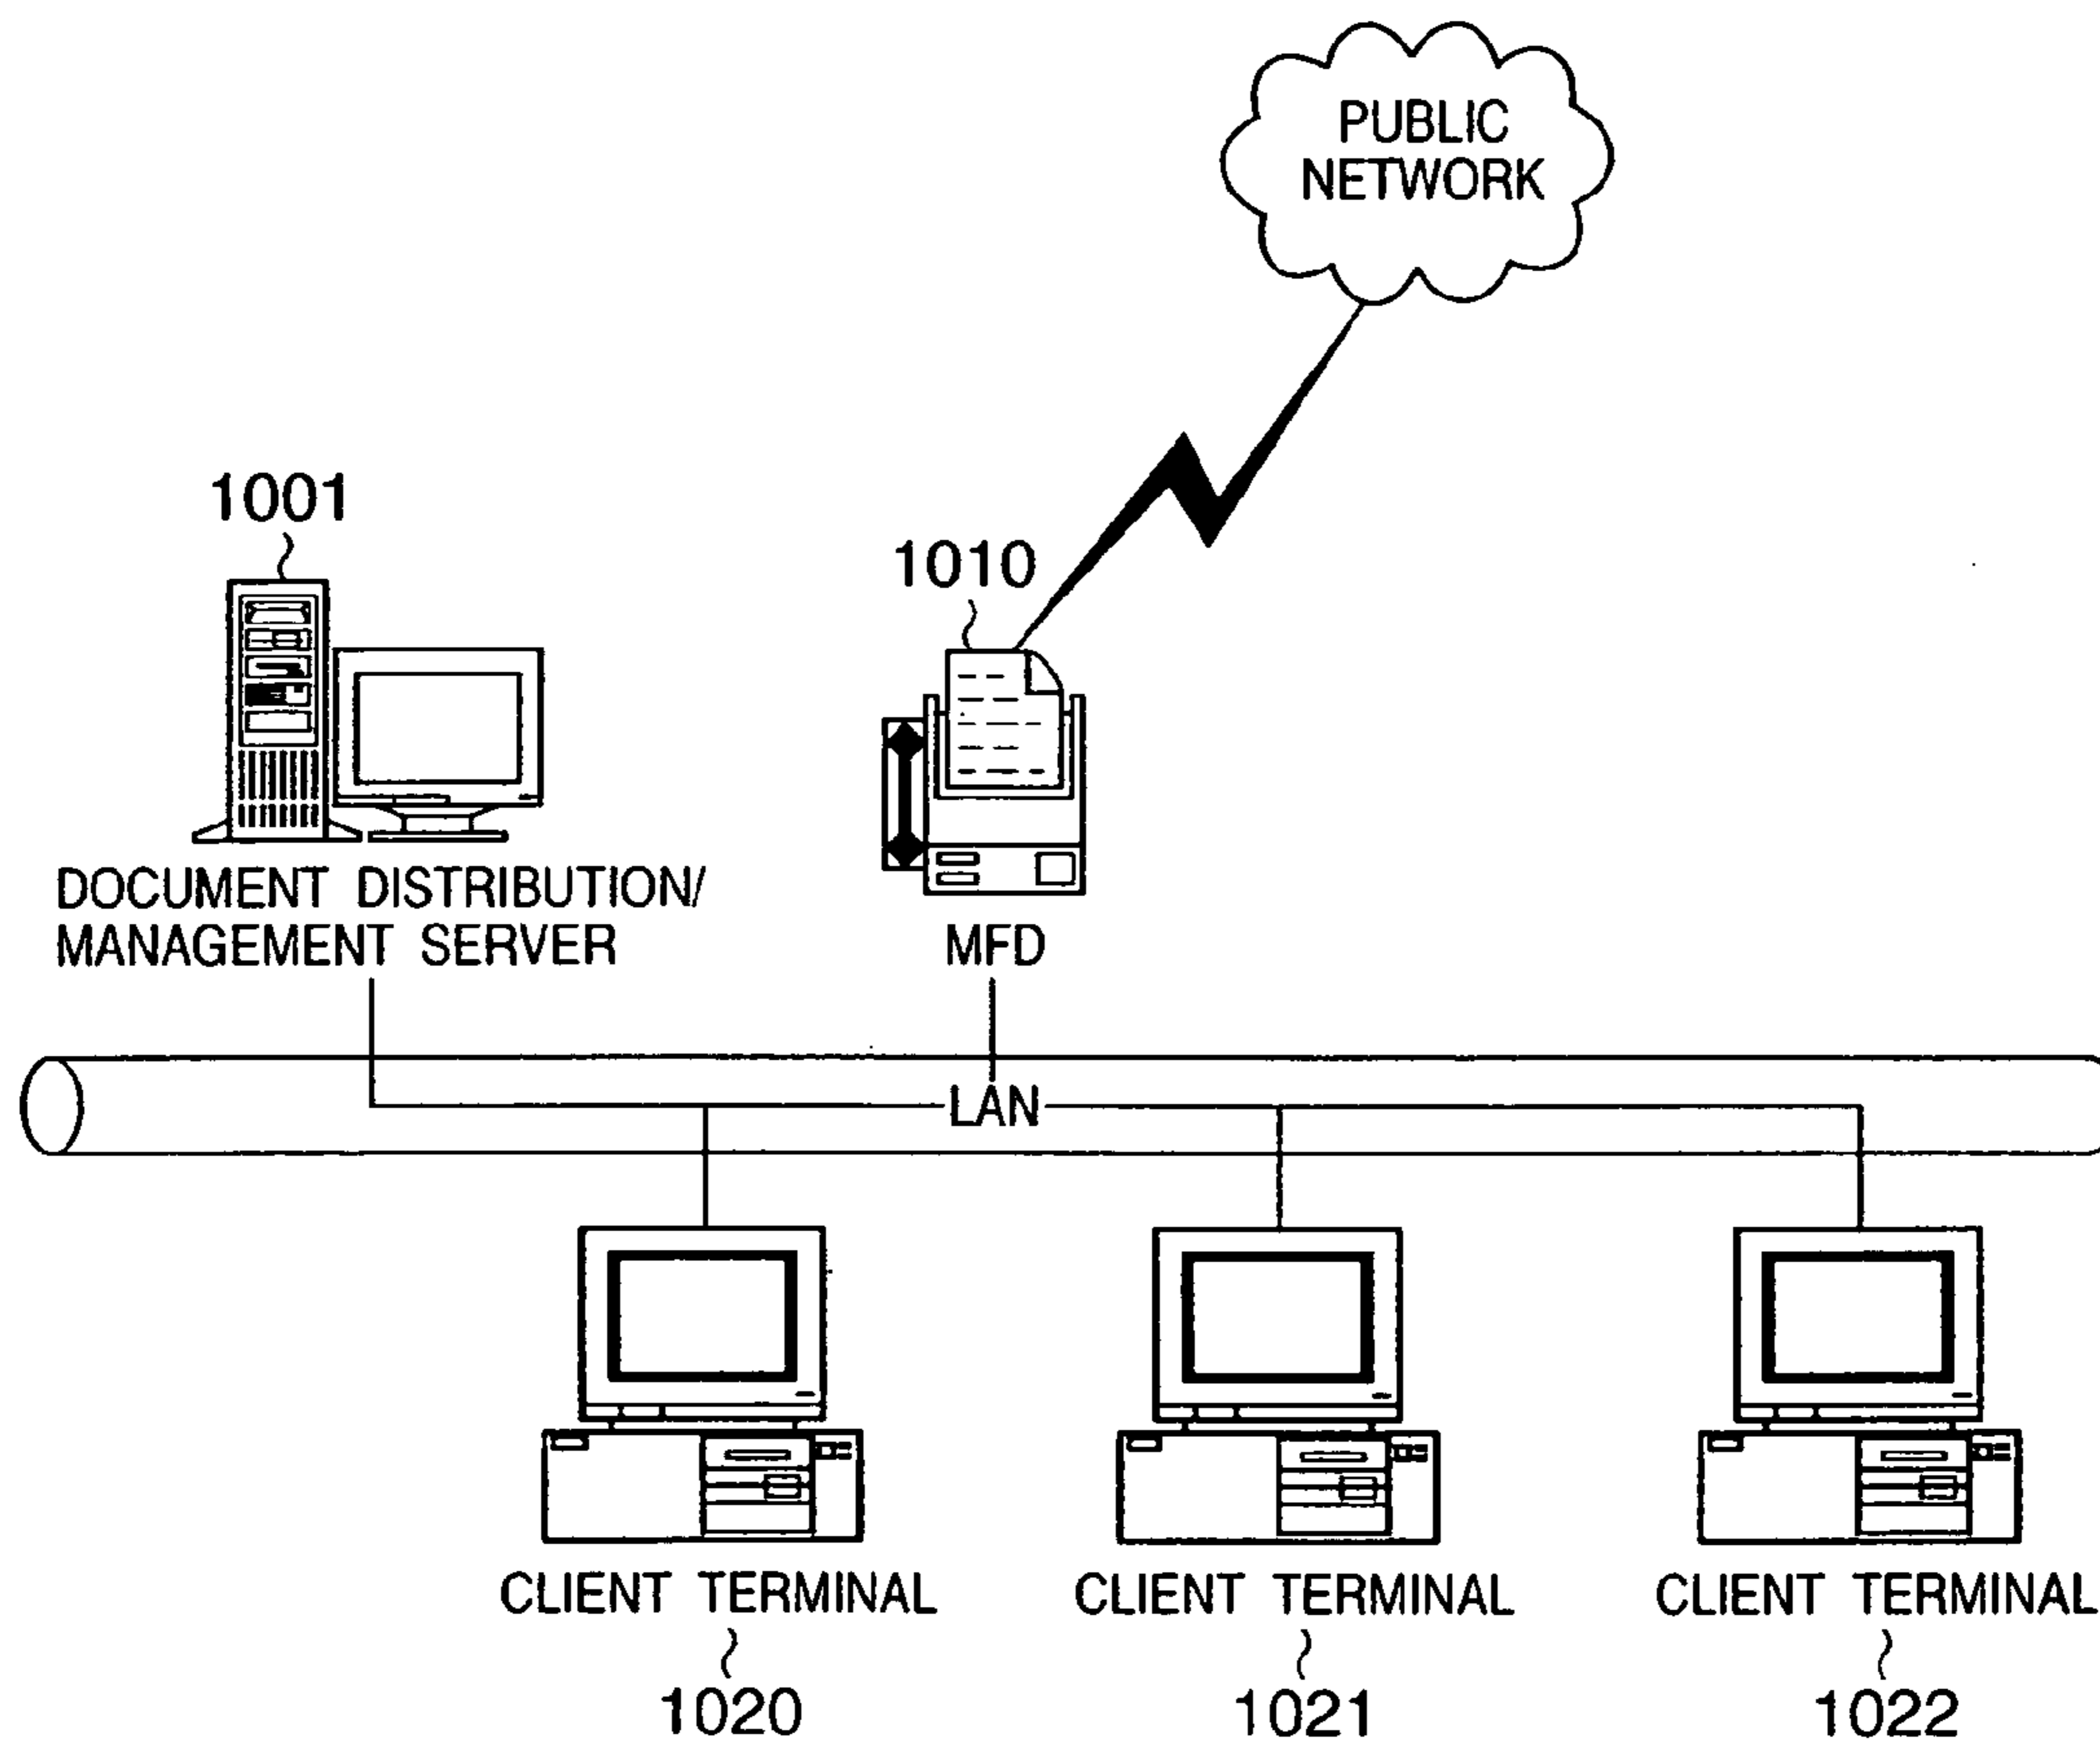 PUBLIC
NETWORK
1001
1010
DOCUMENT DISTRIBUTION/
MANAGEMENT SERVER
MFD
LAN
CLIENT TERMINAL
CLIENT TERMINAL
CLIENT TERMINAL
1020
1021
1022